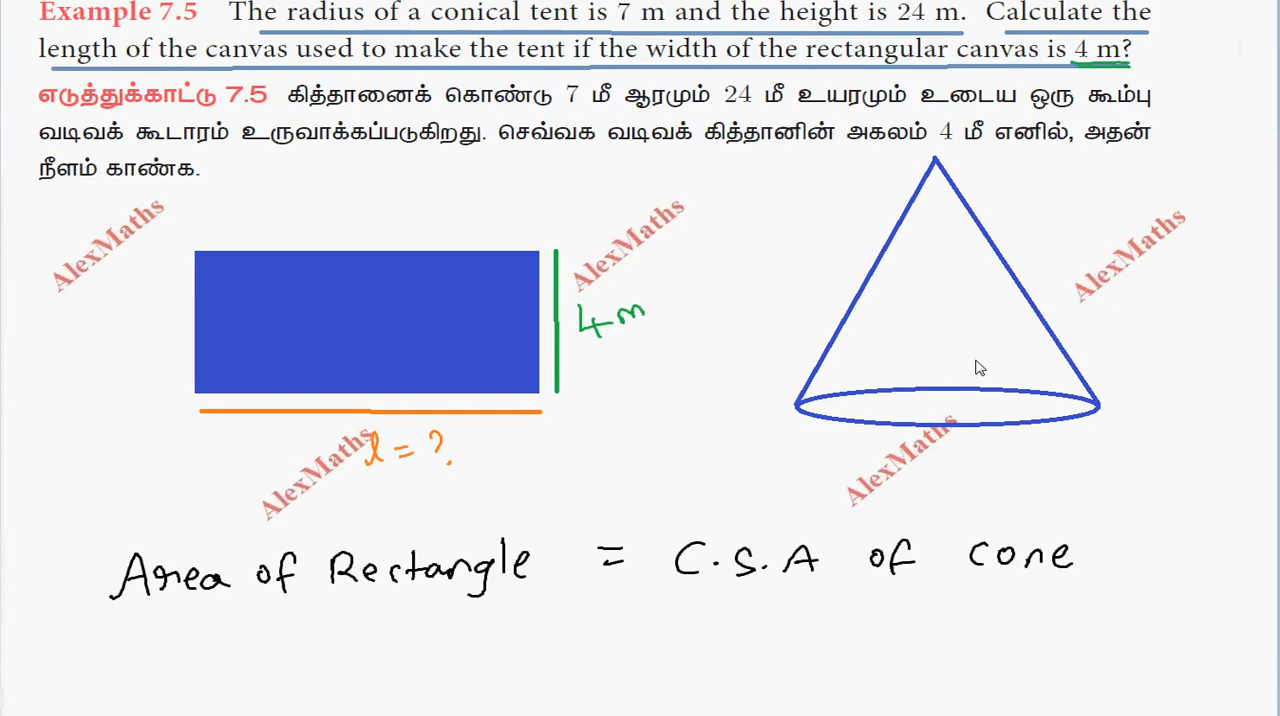 Example 7.5 The radius of a conical tent is 7 m and the height is 24 m. Calculate the
length of the canvas used to make the tent if the width of the rectangular canvas is 4 m?
எடுத்துக்காட்டு 7.5 கித்தானைக் கொண்டு 7 மீ ஆரமும் 24 மீ உயரமும் உடைய ஒரு கூம்பு
வடிவக் கூடாரம் உருவாக்கப்படுகிறது. செவ்வக வடிவக் கித்தானின் அகலம் 4 மீ எனில், அதன்
நீளம் காண்க.
AlexMaths
AlexMaths
AlexMaths
4 m
l = ?
AlexMaths
AlexMaths
Area of Rectangle = C.S.A of cone